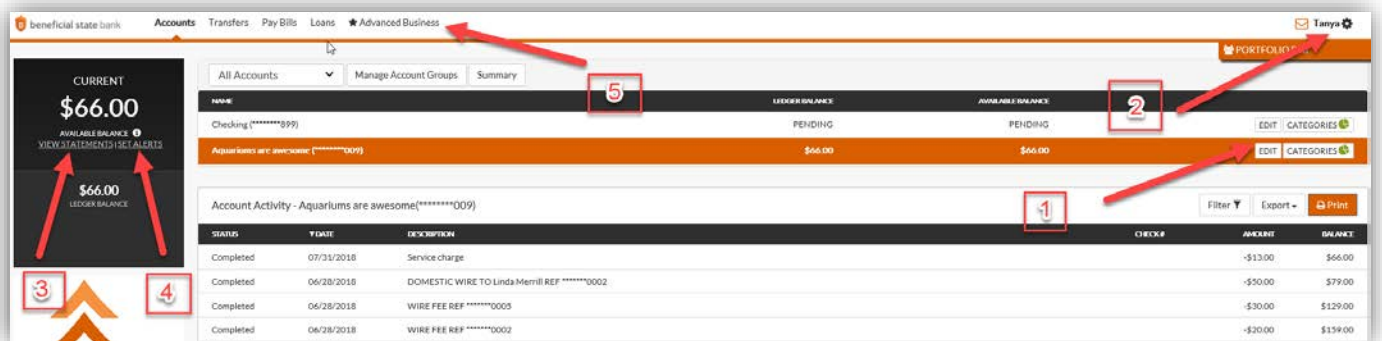 beneficial state bank Accounts Transfers Pay Bills Loans ★ Advanced Business Tanya
PORTFOLIO
CURRENT
$66.00
AVAILABLE BALANCE
VIEW STATEMENTS | SET ALERTS
$66.00
LEDGER BALANCE
All Accounts Manage Account Groups Summary
NAME LEDGER BALANCE AVAILABLE BALANCE
Checking (********899) PENDING PENDING EDIT CATEGORIES
Aquariums are awesome (********009) $66.00 $66.00 EDIT CATEGORIES
Account Activity - Aquariums are awesome(********009) Filter Export Print
STATUS ▼DATE DESCRIPTION CHECK# AMOUNT BALANCE
Completed 07/31/2018 Service charge -$13.00 $66.00
Completed 06/28/2018 DOMESTIC WIRE TO Linda Merrill REF *******0002 -$50.00 $79.00
Completed 06/28/2018 WIRE FEE REF *******0005 -$30.00 $129.00
Completed 06/28/2018 WIRE FEE REF *******0002 -$20.00 $159.00
5
2
1
3
4